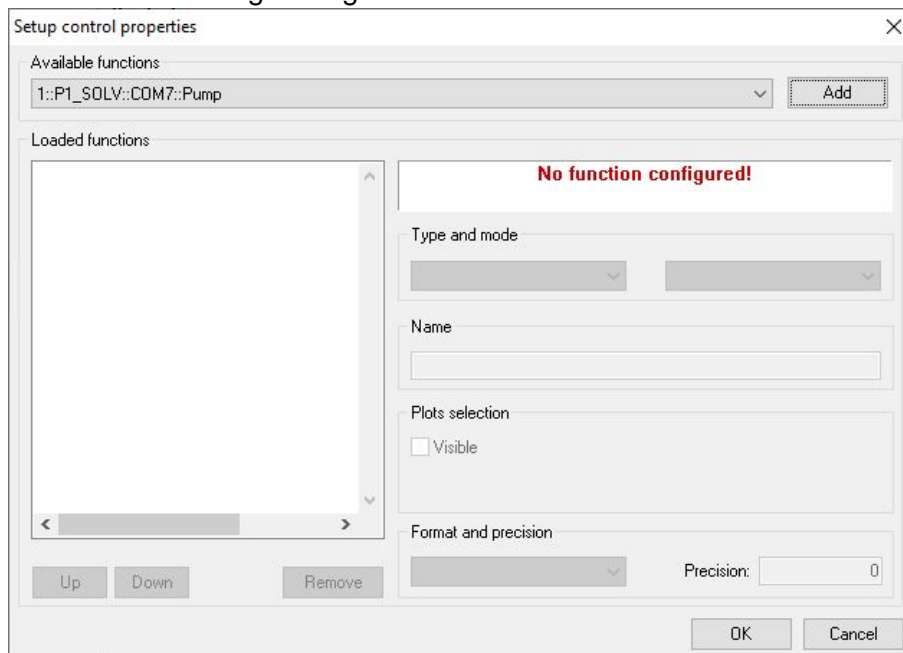 Setup control properties
Available functions
1::P1_SOLV::COM7::Pump
Add
Loaded functions
No function configured!
Type and mode
Name
Plots selection
Visible
Format and precision
Precision: 0
Up Down Remove
OK Cancel